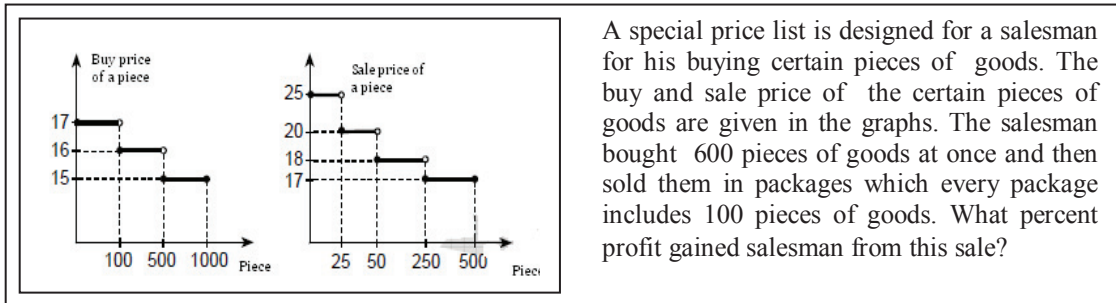 Buy price
of a piece
17
16
15
100 500 1000 Piece
Sale price of
a piece
25
20
18
17
25 50 250 500 Piece
A special price list is designed for a salesman
for his buying certain pieces of goods. The
buy and sale price of the certain pieces of
goods are given in the graphs. The salesman
bought 600 pieces of goods at once and then
sold them in packages which every package
includes 100 pieces of goods. What percent
profit gained salesman from this sale?